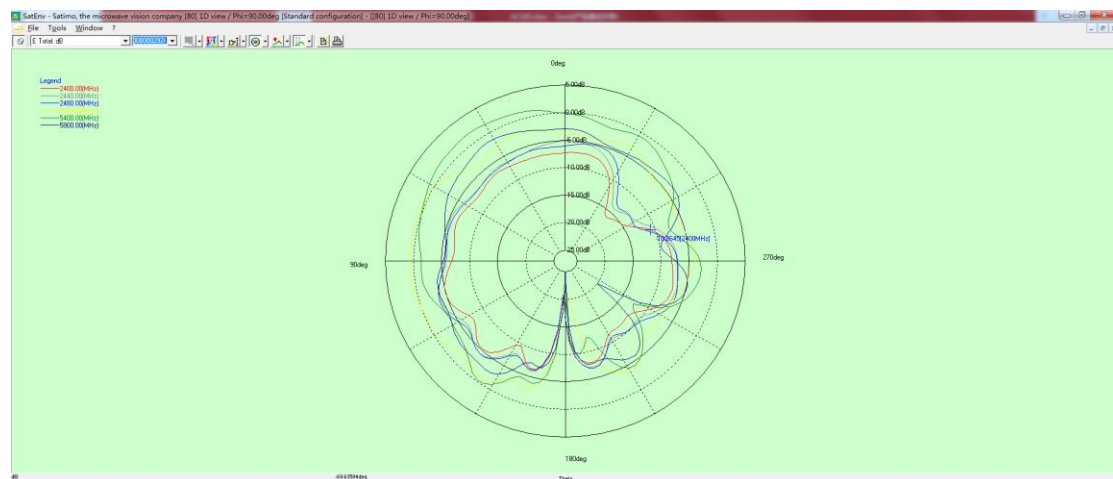 SatEnv - Satimo, the microwave vision company [80] 1D view / Phi=90.00deg [Standard configuration] - [[80] 1D view / Phi=90.00deg]
File Tools Window ?
E Total dB
0deg
Legend
2400.00(MHz)
2440.00(MHz)
2480.00(MHz)
5400.00(MHz)
5800.00(MHz)
5.00dB
0.00dB
-5.00dB
-10.00dB
-15.00dB
-20.00dB
-25.00dB
90deg
270deg
180deg
dB
Theta